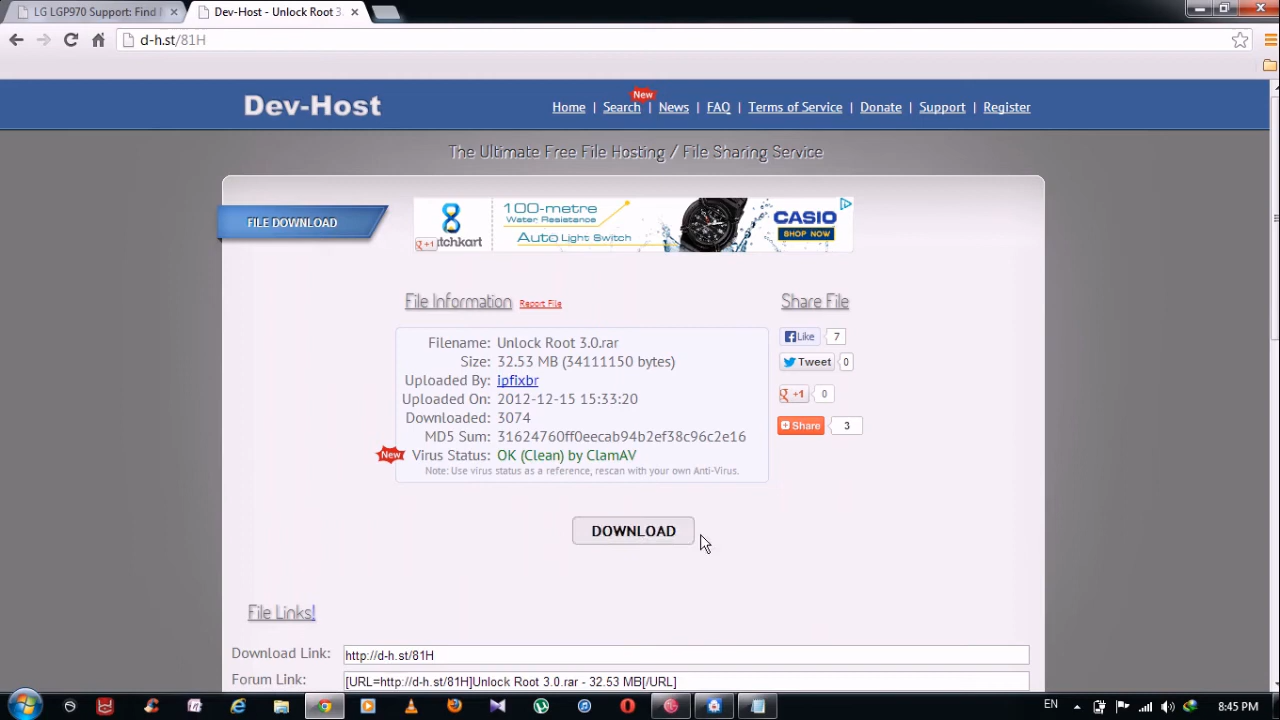 LG LGP970 Support: Find
Dev-Host - Unlock Root 3.
d-h.st/81H
Dev-Host
New
Home | Search | News | FAQ | Terms of Service | Donate | Support | Register
The Ultimate Free File Hosting / File Sharing Service
FILE DOWNLOAD
100-metre
Water Resistance
Auto Light Switch
+1
CASIO
SHOP NOW
File Information Report File
Filename: Unlock Root 3.0.rar
Size: 32.53 MB (34111150 bytes)
Uploaded By: ipfixbr
Uploaded On: 2012-12-15 15:33:20
Downloaded: 3074
MD5 Sum: 31624760ff0eecab94b2ef38c96c2e16
New Virus Status: OK (Clean) by ClamAV
Note: Use virus status as a reference, rescan with your own Anti-Virus.
Share File
Like 7
Tweet 0
+1 0
Share 3
DOWNLOAD
File Links!
Download Link: http://d-h.st/81H
Forum Link: [URL=http://d-h.st/81H]Unlock Root 3.0.rar - 32.53 MB[/URL]
EN 8:45 PM